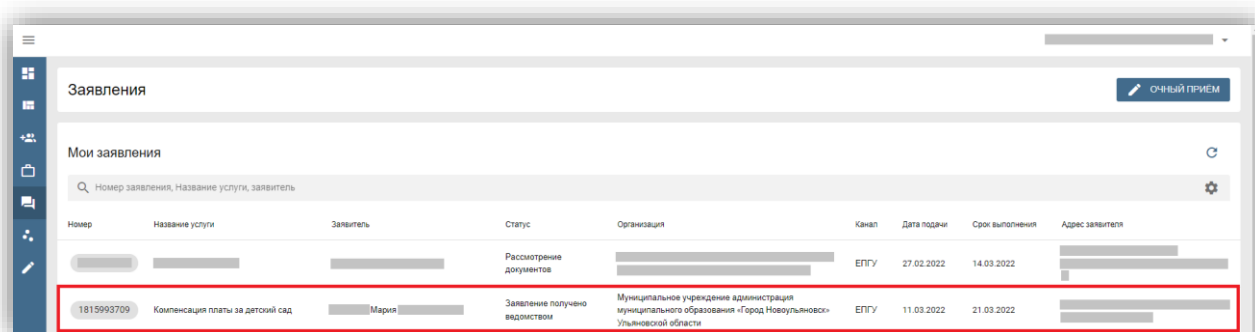 Заявления
ОЧНЫЙ ПРИЁМ
Мои заявления
Номер заявления, Название услуги, заявитель
Номер Название услуги Заявитель Статус Организация Канал Дата подачи Срок выполнения Адрес заявителя
Рассмотрение
документов
ЕПГУ 27.02.2022 14.03.2022
1815993709 Компенсация платы за детский сад Мария
Заявление получено
ведомством
Муниципальное учреждение администрация
муниципального образования «Город Новоульяновск»
Ульяновской области
ЕПГУ 11.03.2022 21.03.2022